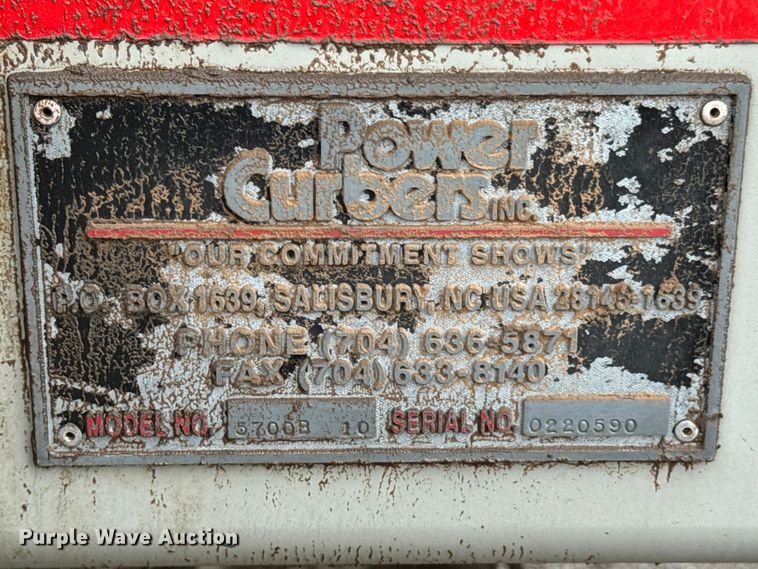 Power
Curbers INC.
"OUR COMMITMENT SHOWS"
P.O. BOX 1639, SALISBURY, NC USA 28145-1639
PHONE (704) 636-5871
FAX (704) 633-8140
MODEL NO. 5700B 10 SERIAL NO. 0220590
Purple Wave Auction